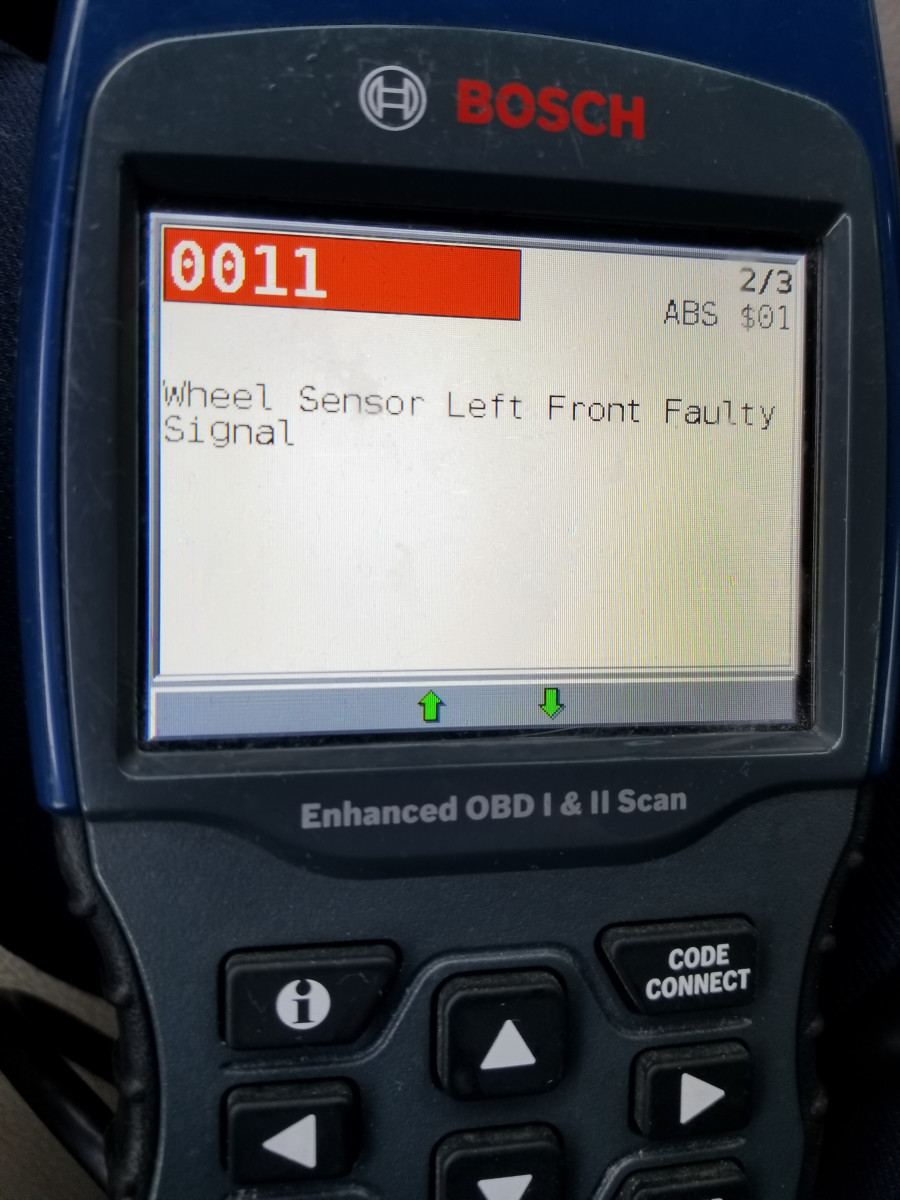 BOSCH
0011
2/3
ABS $01
Wheel Sensor Left Front Faulty
Signal
Enhanced OBD I & II Scan
i
CODE
CONNECT